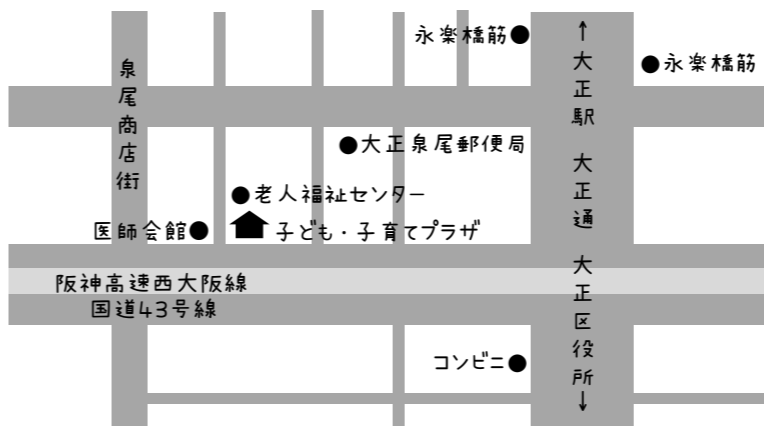 永楽橋筋
永楽橋筋
↑大正駅 大正通 大正区役所↓
泉尾商店街
大正泉尾郵便局
老人福祉センター
医師会館
子ども・子育てプラザ
阪神高速西大阪線
国道43号線
コンビニ